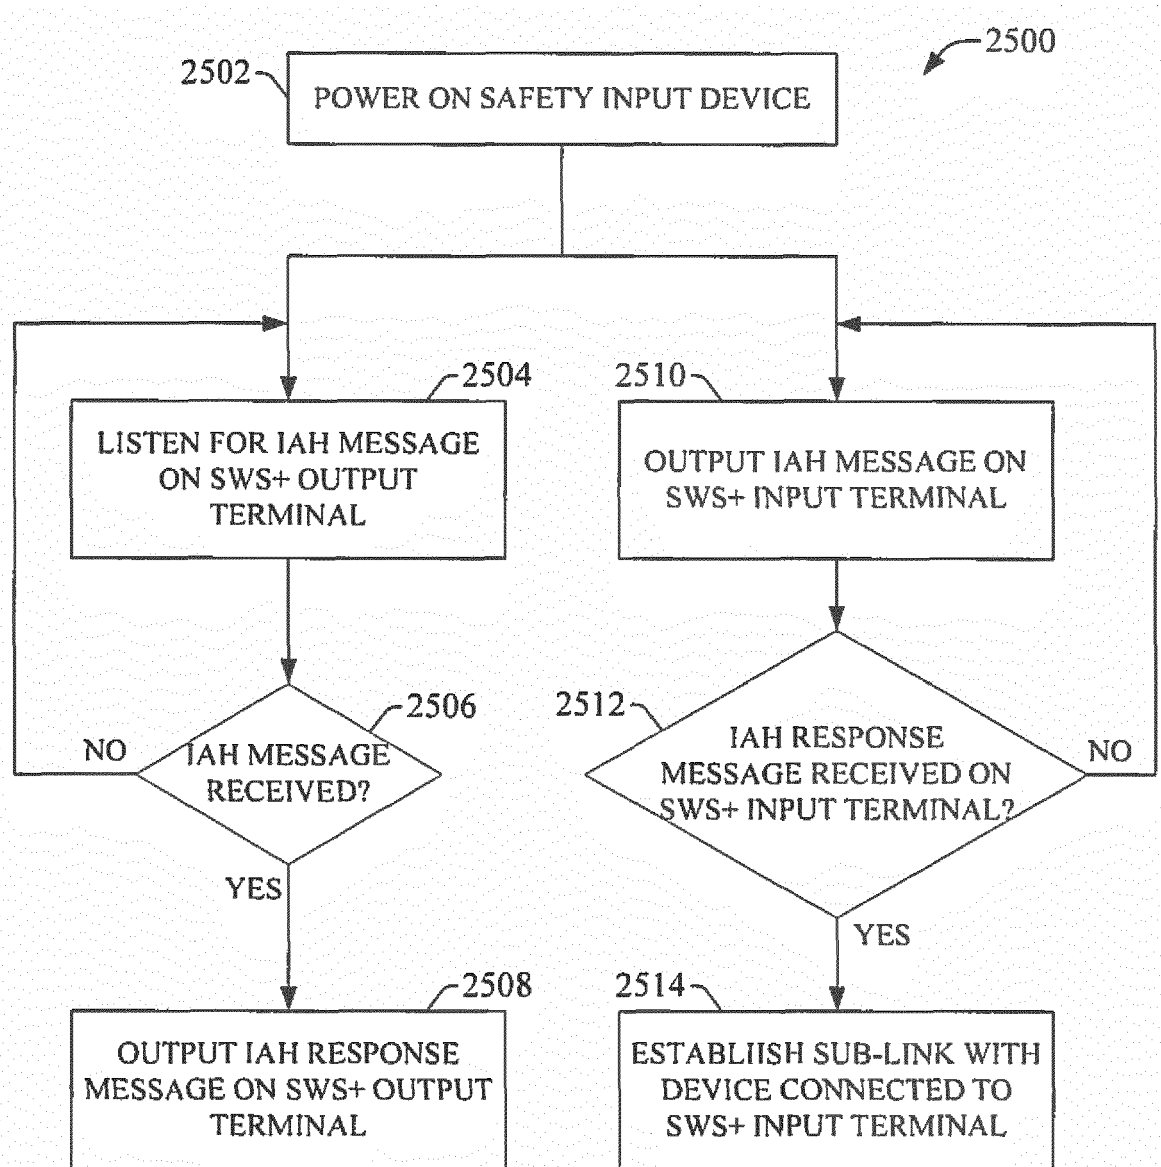 2500
2502
POWER ON SAFETY INPUT DEVICE
2504
LISTEN FOR IAH MESSAGE
ON SWS+ OUTPUT
TERMINAL
2506
IAH MESSAGE
RECEIVED?
NO
YES
2508
OUTPUT IAH RESPONSE
MESSAGE ON SWS+ OUTPUT
TERMINAL
2510
OUTPUT IAH MESSAGE ON
SWS+ INPUT TERMINAL
2512
IAH RESPONSE
MESSAGE RECEIVED ON
SWS+ INPUT TERMINAL?
NO
YES
2514
ESTABLIISH SUB-LINK WITH
DEVICE CONNECTED TO
SWS+ INPUT TERMINAL